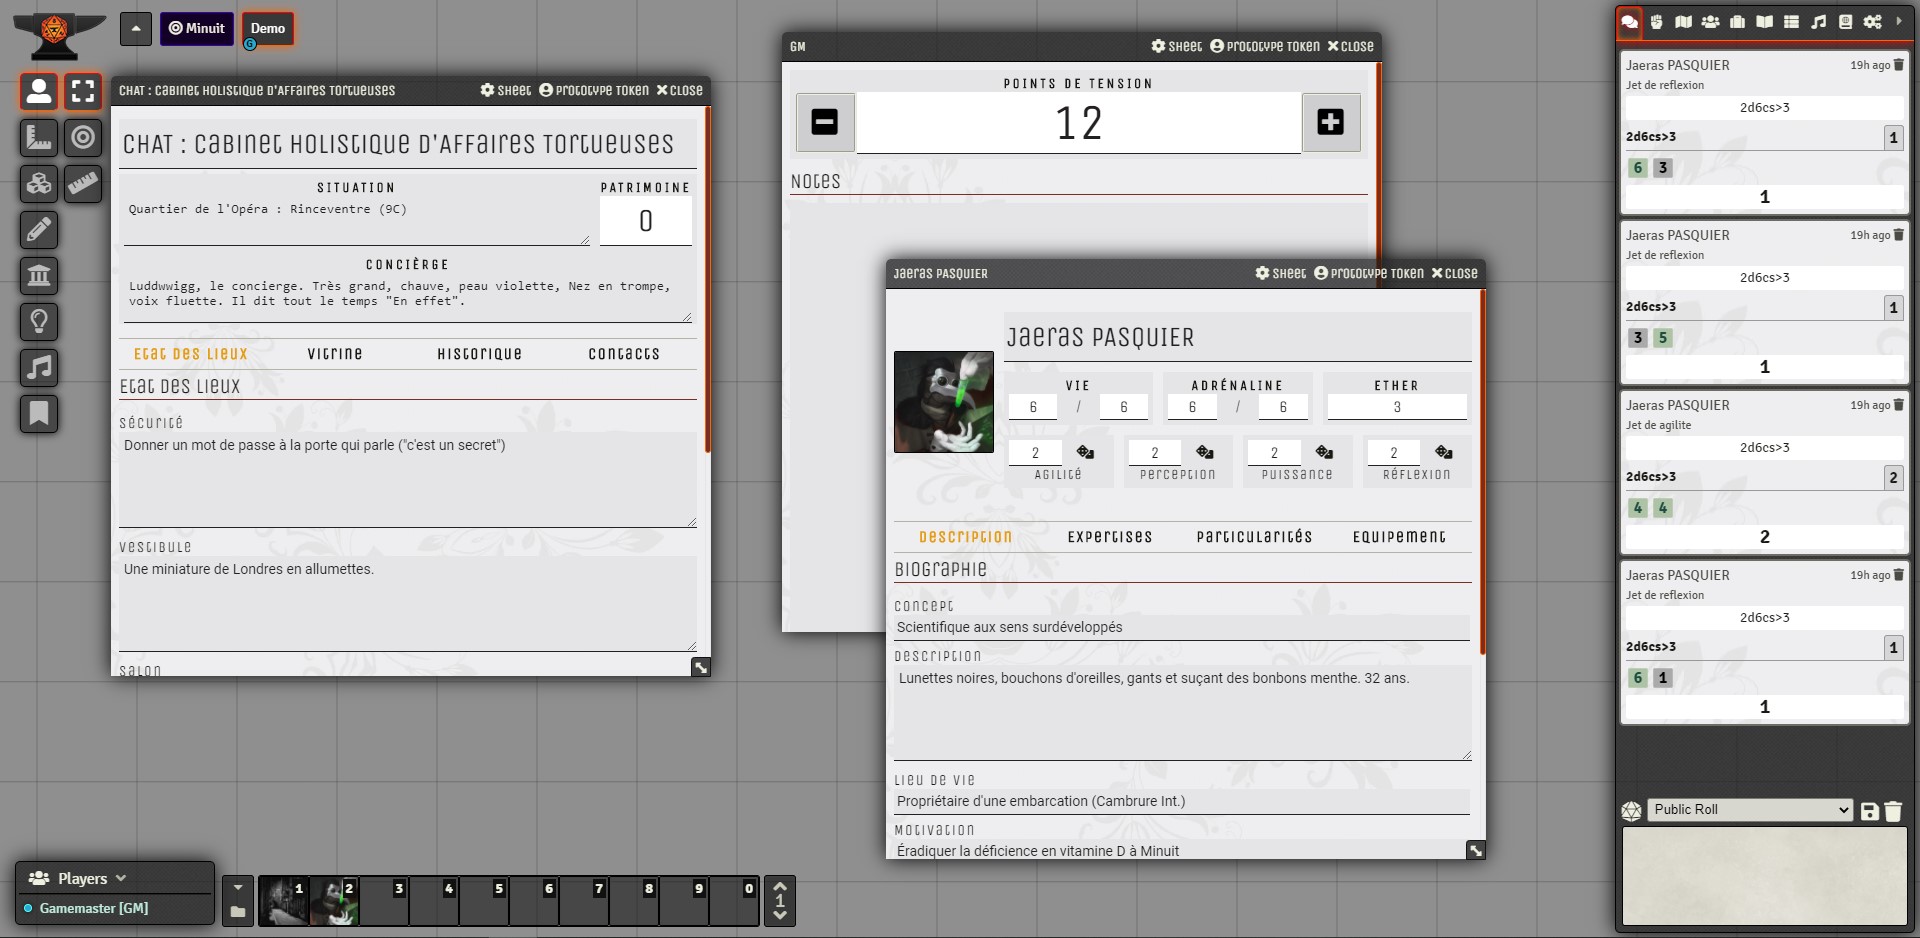 Minuit
Demo
G
CHAT : Cabinet Holistique d'Affaires Tortueuses
Sheet
Prototype Token
Close
CHAT : Cabinet Holistique d'Affaires Tortueuses
SITUATION
PATRIMOINE
Quartier de l'Opéra : Rinceventre (9C)
0
CONCIÈRGE
Luddwwigg, le concierge. Très grand, chauve, peau violette, Nez en trompe,
voix fluette. Il dit tout le temps "En effet".
Etat des lieux
Vitrine
Historique
Contacts
Etat des lieux
Sécurité
Donner un mot de passe à la porte qui parle ("c'est un secret")
Vestibule
Une miniature de Londres en allumettes.
Salon
GM
Sheet
Prototype Token
Close
POINTS DE TENSION
12
Notes
Jaeras PASQUIER
Sheet
Prototype Token
Close
Jaeras PASQUIER
VIE
ADRÉNALINE
ETHER
6 / 6
6 / 6
3
2
2
2
2
Agilité
Perception
Puissance
Réflexion
Description
Expertises
Particularités
Equipement
Biographie
Concept
Scientifique aux sens surdéveloppés
Description
Lunettes noires, bouchons d'oreilles, gants et suçant des bonbons menthe. 32 ans.
Lieu de vie
Propriétaire d'une embarcation (Cambrure Int.)
Motivation
Éradiquer la déficience en vitamine D à Minuit
Jaeras PASQUIER
19h ago
Jet de reflexion
2d6cs>3
2d6cs>3
1
6 3
1
Jaeras PASQUIER
19h ago
Jet de reflexion
2d6cs>3
2d6cs>3
1
3 5
1
Jaeras PASQUIER
19h ago
Jet de agilite
2d6cs>3
2d6cs>3
2
4 4
2
Jaeras PASQUIER
19h ago
Jet de reflexion
2d6cs>3
2d6cs>3
1
6 1
1
Public Roll
Players
Gamemaster [GM]
1 2 3 4 5 6 7 8 9 0
1